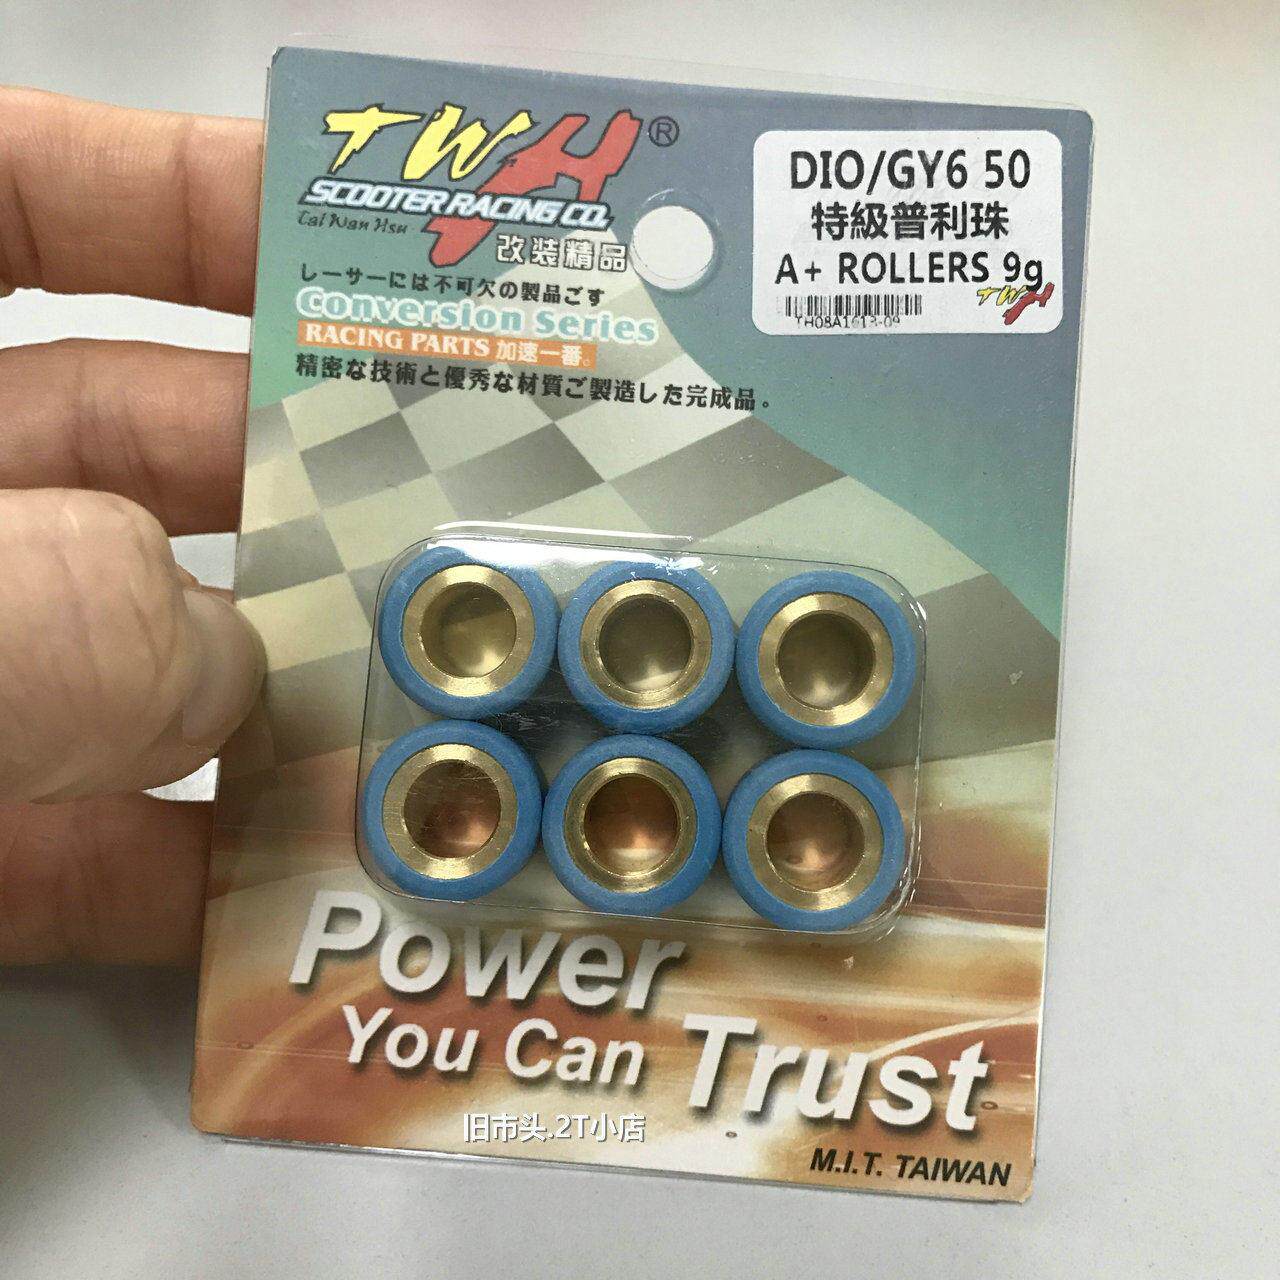 TWH®
SCOOTER RACING CO.
Tai Wan Hsu
改装精品
レーサーには不可欠の製品ごす
Conversion Series
RACING PARTS 加速一番。
精密な技術と優秀な材質ご製造した完成品。
DIO/GY6 50
特級普利珠
A+ ROLLERS 9g
TWH
TH08A1613-09
Power
You Can Trust
旧市头.2T小店
M.I.T. TAIWAN